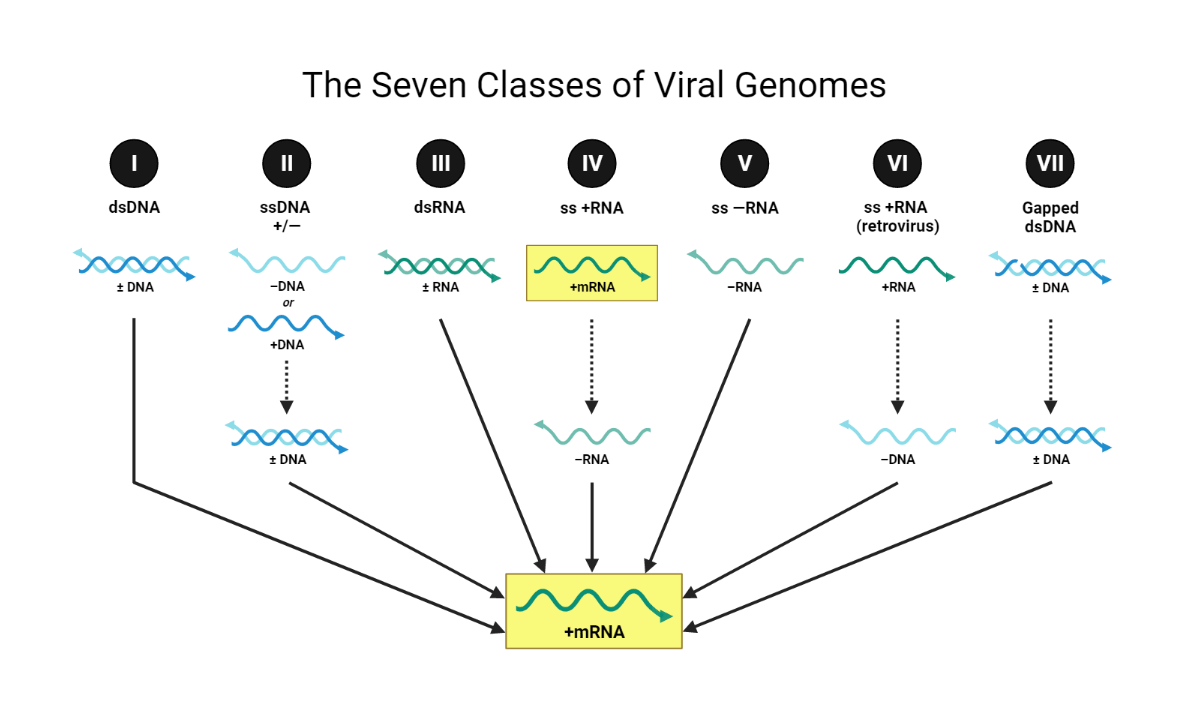 The Seven Classes of Viral Genomes
I
II
III
IV
V
VI
VII
dsDNA
ssDNA
+/—
dsRNA
ss +RNA
ss —RNA
ss +RNA
(retrovirus)
Gapped
dsDNA
± DNA
–DNA
or
+DNA
± RNA
+mRNA
–RNA
+RNA
± DNA
± DNA
–RNA
–DNA
± DNA
+mRNA